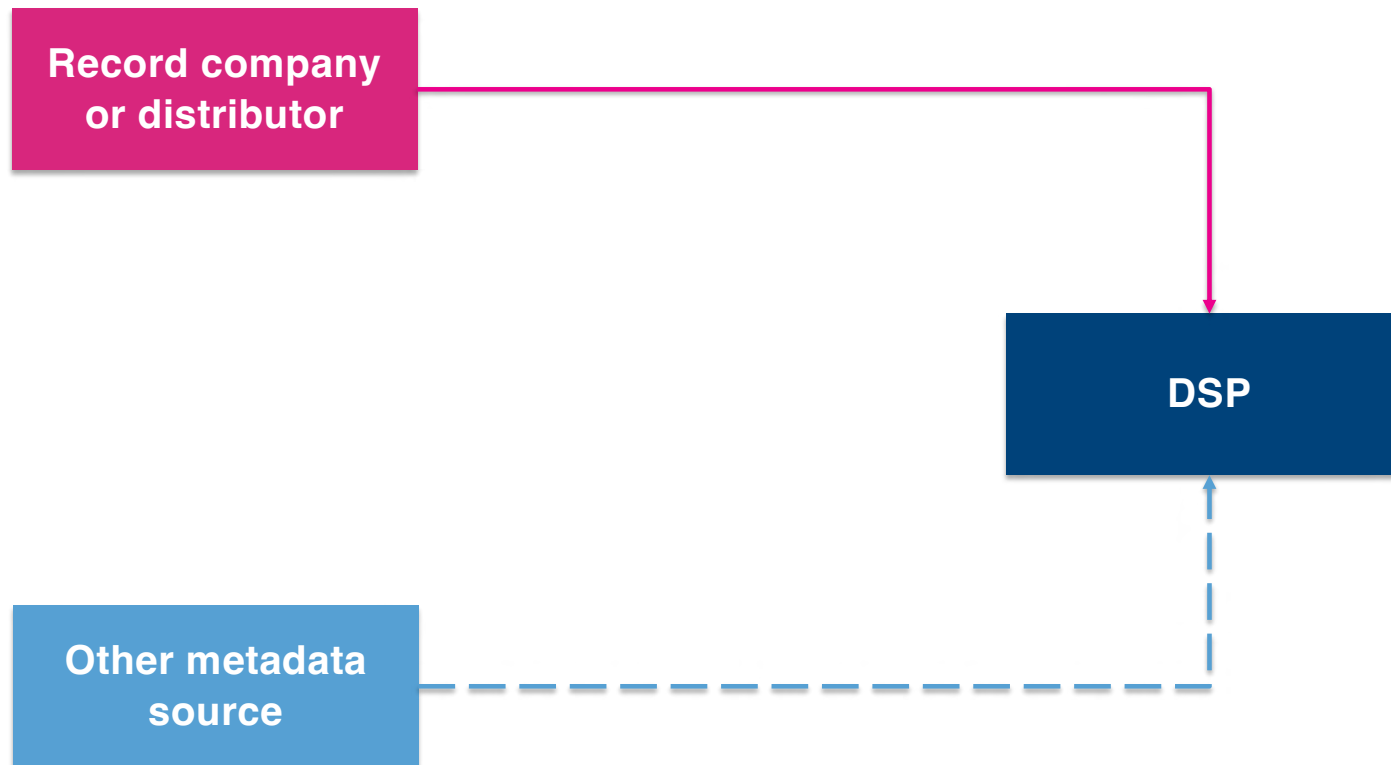 Record company
or distributor
DSP
Other metadata
source